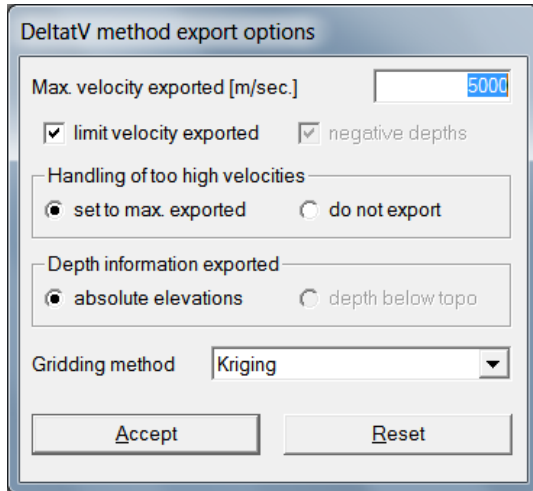 DeltatV method export options
Max. velocity exported [m/sec.] 5000
limit velocity exported negative depths
Handling of too high velocities
set to max. exported do not export
Depth information exported
absolute elevations depth below topo
Gridding method Kriging
Accept Reset